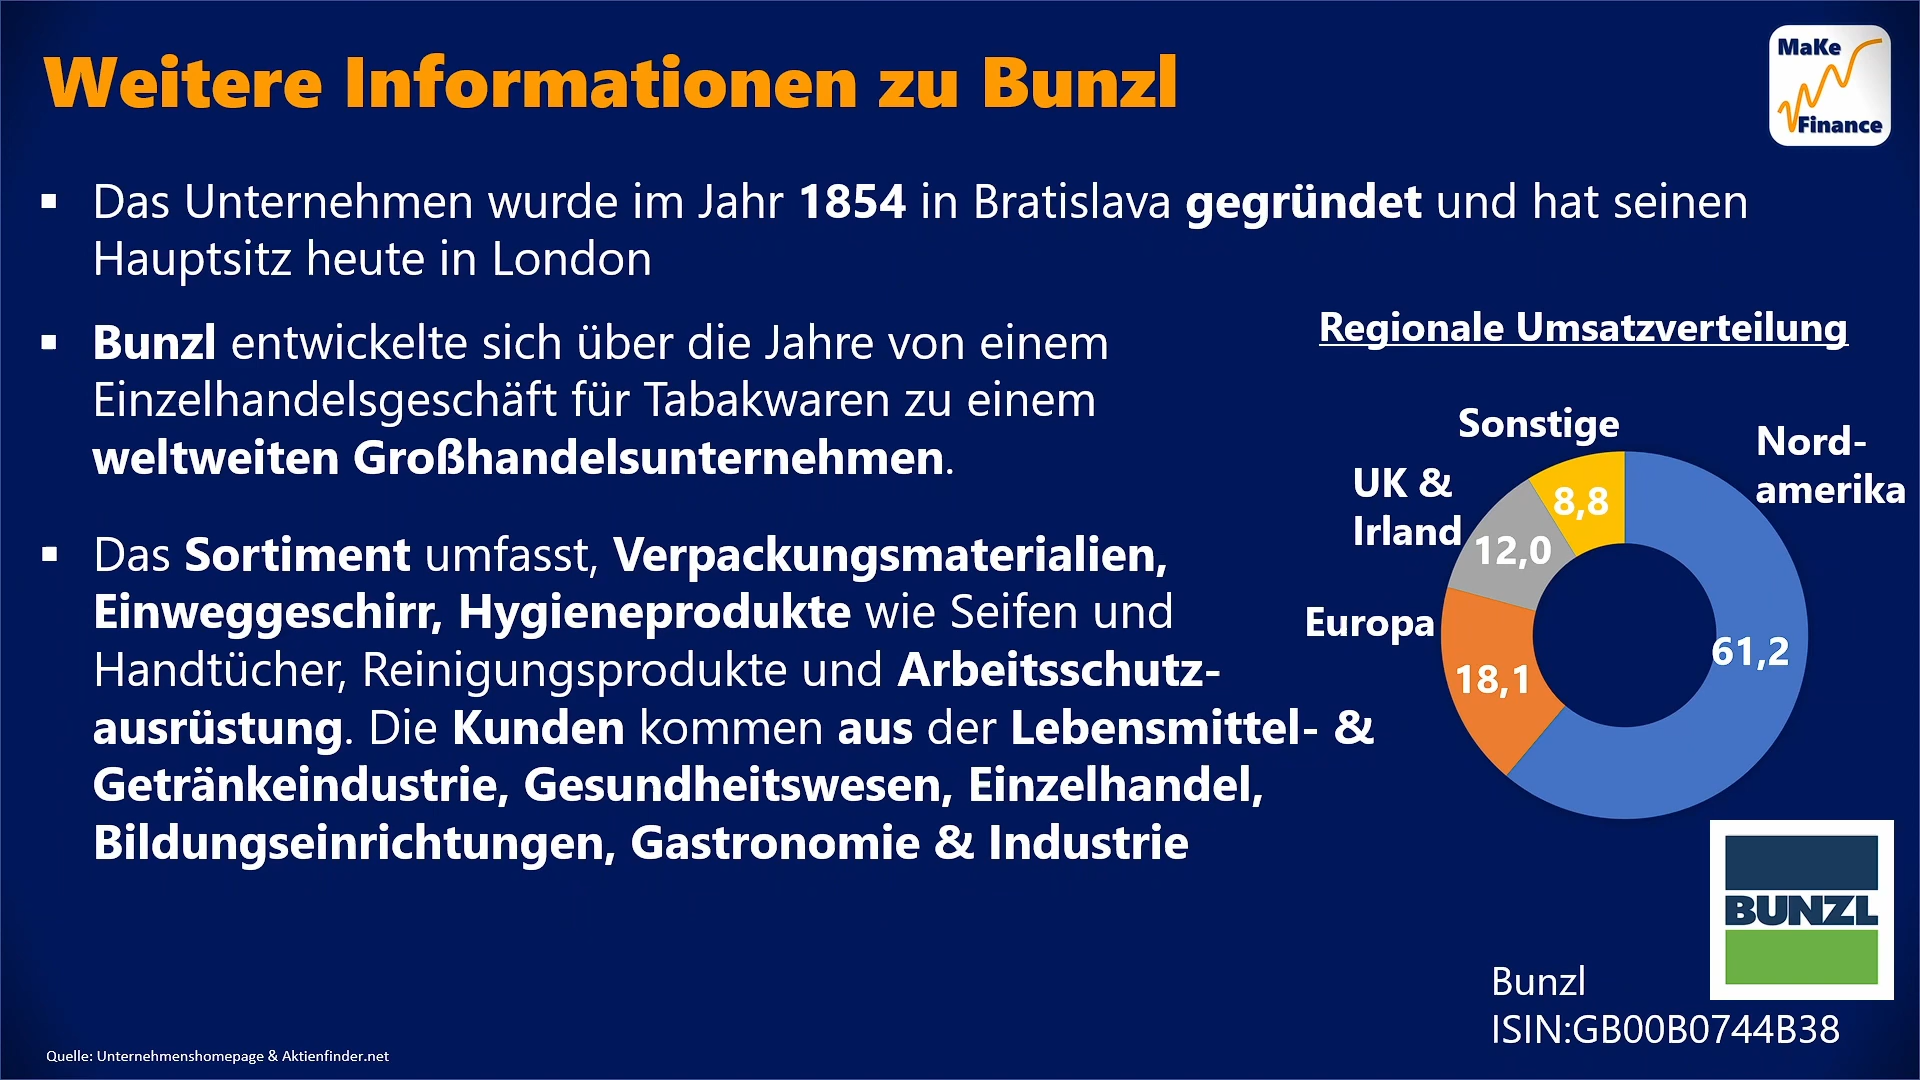 Weitere Informationen zu Bunzl
MaKe
Finance
▪ Das Unternehmen wurde im Jahr 1854 in Bratislava gegründet und hat seinen
Hauptsitz heute in London
▪ Bunzl entwickelte sich über die Jahre von einem
Einzelhandelsgeschäft für Tabakwaren zu einem
weltweiten Großhandelsunternehmen.
▪ Das Sortiment umfasst, Verpackungsmaterialien,
Einweggeschirr, Hygieneprodukte wie Seifen und
Handtücher, Reinigungsprodukte und Arbeitsschutz-
ausrüstung. Die Kunden kommen aus der Lebensmittel- &
Getränkeindustrie, Gesundheitswesen, Einzelhandel,
Bildungseinrichtungen, Gastronomie & Industrie
Regionale Umsatzverteilung
Sonstige
8,8
Nord-
amerika
61,2
UK &
Irland
12,0
Europa
18,1
BUNZL
Bunzl
ISIN:GB00B0744B38
Quelle: Unternehmenshomepage & Aktienfinder.net